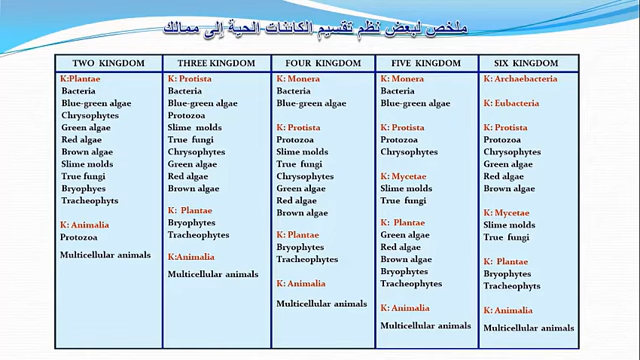 ملخص لبعض نظم تقسيم الكائنات الحية إلى ممالك
TWO KINGDOM
K:Plantae
Bacteria
Blue-green algae
Chrysophytes
Green algae
Red algae
Brown algae
Slime molds
True fungi
Bryophyes
Tracheophyts
K: Animalia
Protozoa
Multicellular animals
THREE KINGDOM
K: Protista
Bacteria
Blue-green algae
Protozoa
Slime molds
True fungi
Chrysophytes
Green algae
Red algae
Brown algae
K: Plantae
Bryophytes
Tracheophytes
K:Animalia
Multicellular animals
FOUR KINGDOM
K: Monera
Bacteria
Blue-green algae
K: Protista
Protozoa
Slime molds
True fungi
Chrysophytes
Green algae
Red algae
Brown algae
K: Plantae
Bryophytes
Tracheophytes
K: Animalia
Multicellular animals
FIVE KINGDOM
K: Monera
Bacteria
Blue-green algae
K: Protista
Protozoa
Chrysophytes
K: Mycetae
Slime molds
True fungi
K: Plantae
Green algae
Red algae
Brown algae
Bryophytes
Tracheophytes
K: Animalia
Multicellular animals
SIX KINGDOM
K: Archaebacteria
K: Eubacteria
K: Protista
Protozoa
Chrysophytes
Green algae
Red algae
Brown algae
K: Mycetae
Slime molds
True fungi
K: Plantae
Bryophytes
Tracheophyts
K: Animalia
Multicellular animals